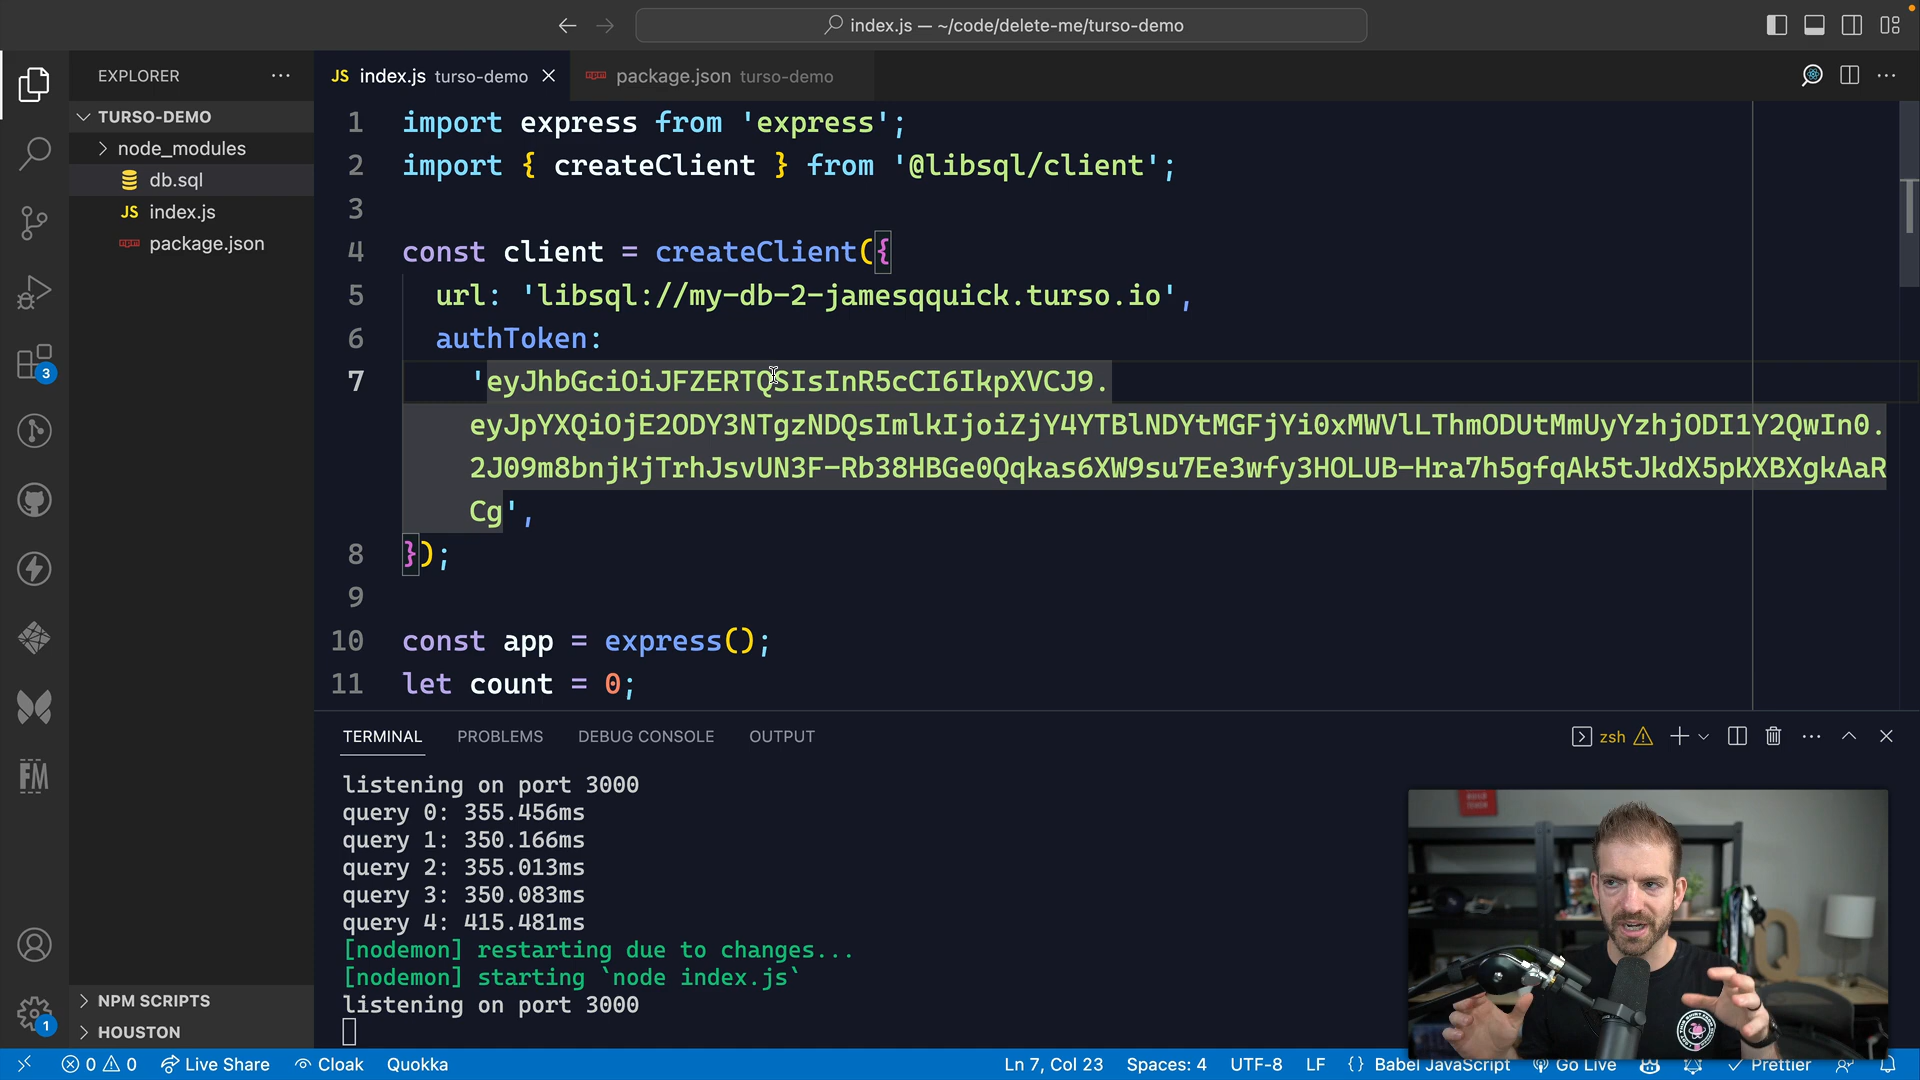 index.js — ~/code/delete-me/turso-demo
EXPLORER
JS index.js turso-demo
package.json turso-demo
TURSO-DEMO
node_modules
db.sql
JS index.js
package.json
1 import express from 'express';
2 import { createClient } from '@libsql/client';
3
4 const client = createClient({
5 url: 'libsql://my-db-2-jamesqquick.turso.io',
6 authToken:
7 'eyJhbGciOiJFZERTQSIsInR5cCI6IkpXVCJ9.
eyJpYXQiOjE2ODY3NTgzNDQsImlkIjoiZjY4YTBlNDYtMGFjYi0xMWVlLThmODUtMmUyYzhjODI1Y2QwIn0.
2J09m8bnjKjTrhJsvUN3F-Rb38HBGe0Qqkas6XW9su7Ee3wfy3HOLUB-Hra7h5gfqAk5tJkdX5pKXBXgkAaR
Cg',
8 });
9
10 const app = express();
11 let count = 0;
3
FM
1
NPM SCRIPTS
HOUSTON
TERMINAL PROBLEMS DEBUG CONSOLE OUTPUT
zsh
listening on port 3000
query 0: 355.456ms
query 1: 350.166ms
query 2: 355.013ms
query 3: 350.083ms
query 4: 415.481ms
[nodemon] restarting due to changes...
[nodemon] starting `node index.js`
listening on port 3000
0 0 Live Share Cloak Quokka
Ln 7, Col 23 Spaces: 4 UTF-8 LF {} Babel JavaScript Go Live Prettier